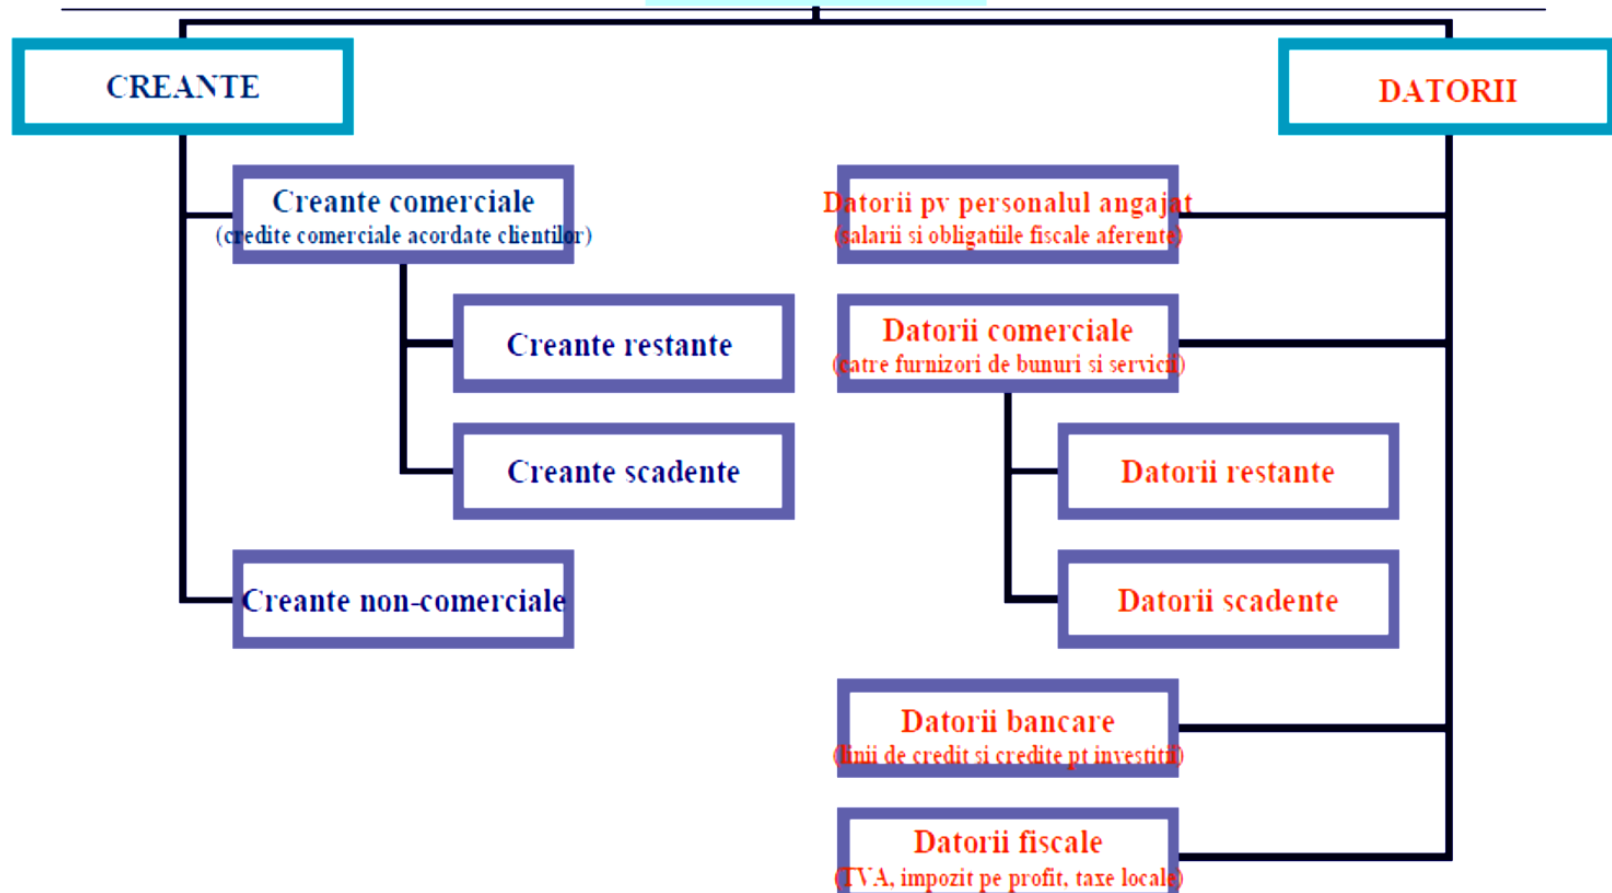 CREANTE
DATORII
Creante comerciale
(credite comerciale acordate clientilor)
Creante restante
Creante scadente
Creante non-comerciale
Datorii pv personalul angajat
(salarii si obligatiile fiscale aferente)
Datorii comerciale
(catre furnizori de bunuri si servicii)
Datorii restante
Datorii scadente
Datorii bancare
(linii de credit si credite pt investitii)
Datorii fiscale
(TVA, impozit pe profit, taxe locale)